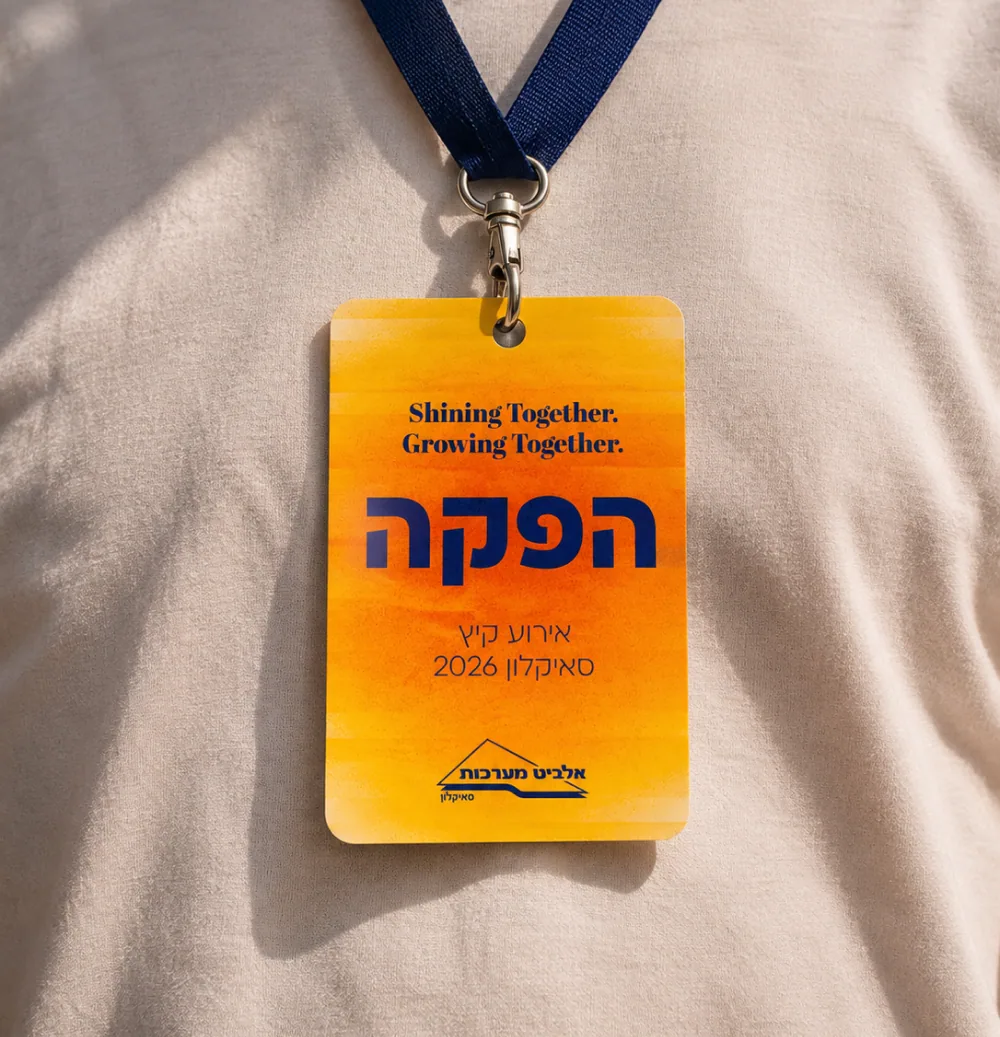 Shining Together.
Growing Together.
הפקה
אירוע קיץ
סאיקלון 2026
אלביט מערכות
סאיקלון